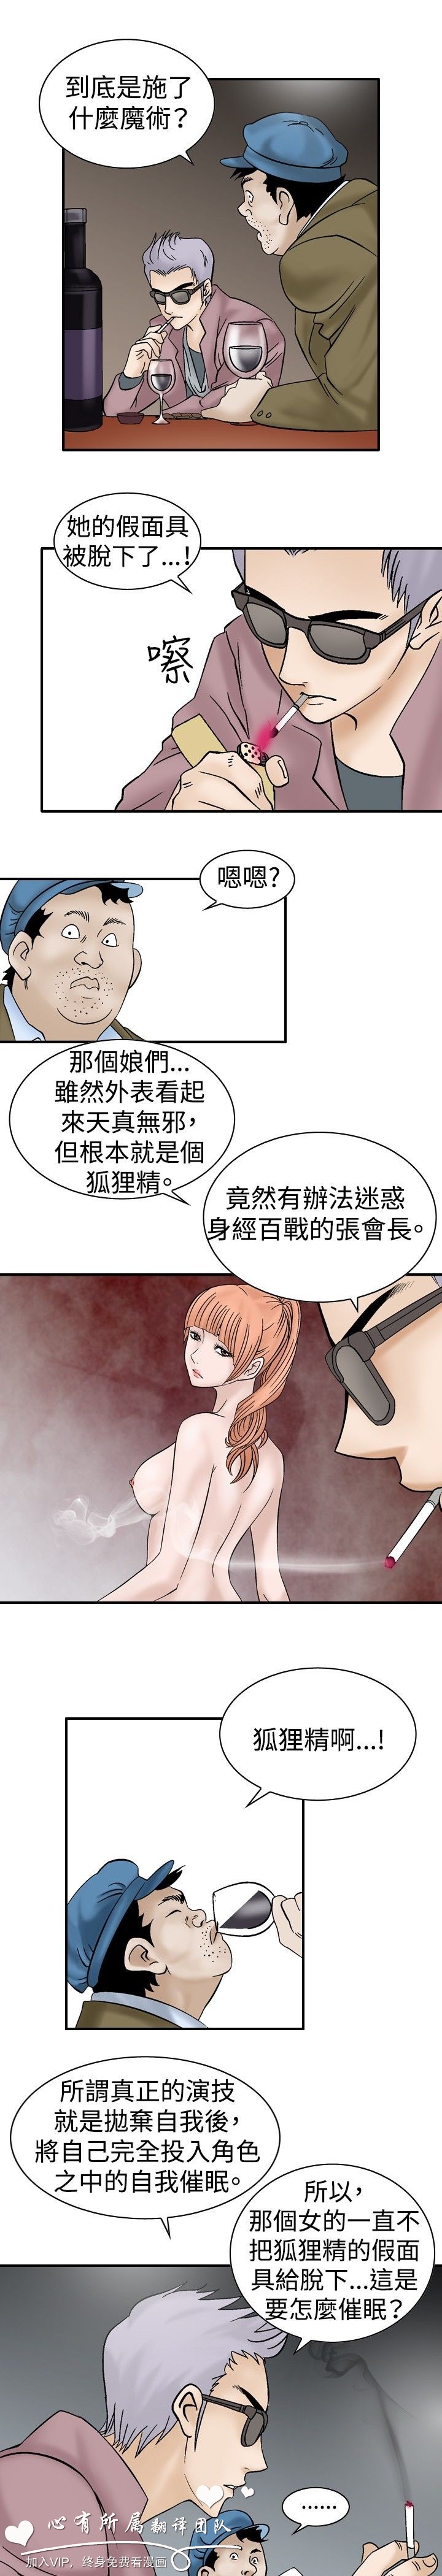 到底是施了
什麼魔術？
她的假面具
被脫下了...!
嚓
嗯嗯?
那個娘們...
雖然外表看起
來天真無邪，
但根本就是個
狐狸精。
竟然有辦法迷惑
身經百戰的張會長。
狐狸精啊...!
所謂真正的演技
就是拋棄自我後，
將自己完全投入角色
之中的自我催眠。
所以，
那個女的一直不
把狐狸精的假面
具給脫下...這是
要怎麼催眠？
......
心有所属翻译团队
加入VIP，终身免费看漫画